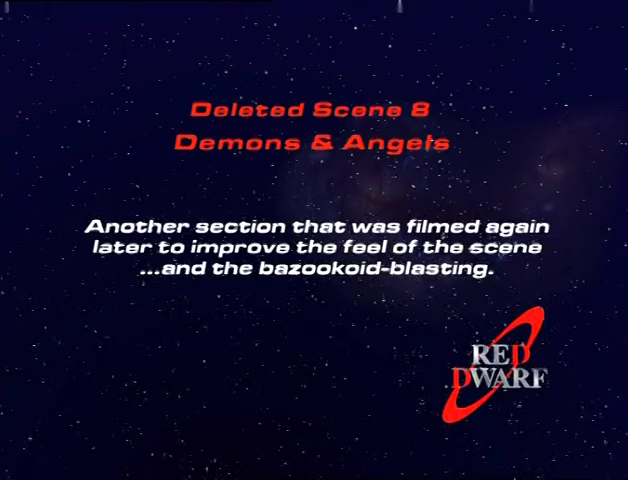 Deleted Scene 8
Demons & Angels
Another section that was filmed again
later to improve the feel of the scene
...and the bazookoid-blasting.
RED
DWARF